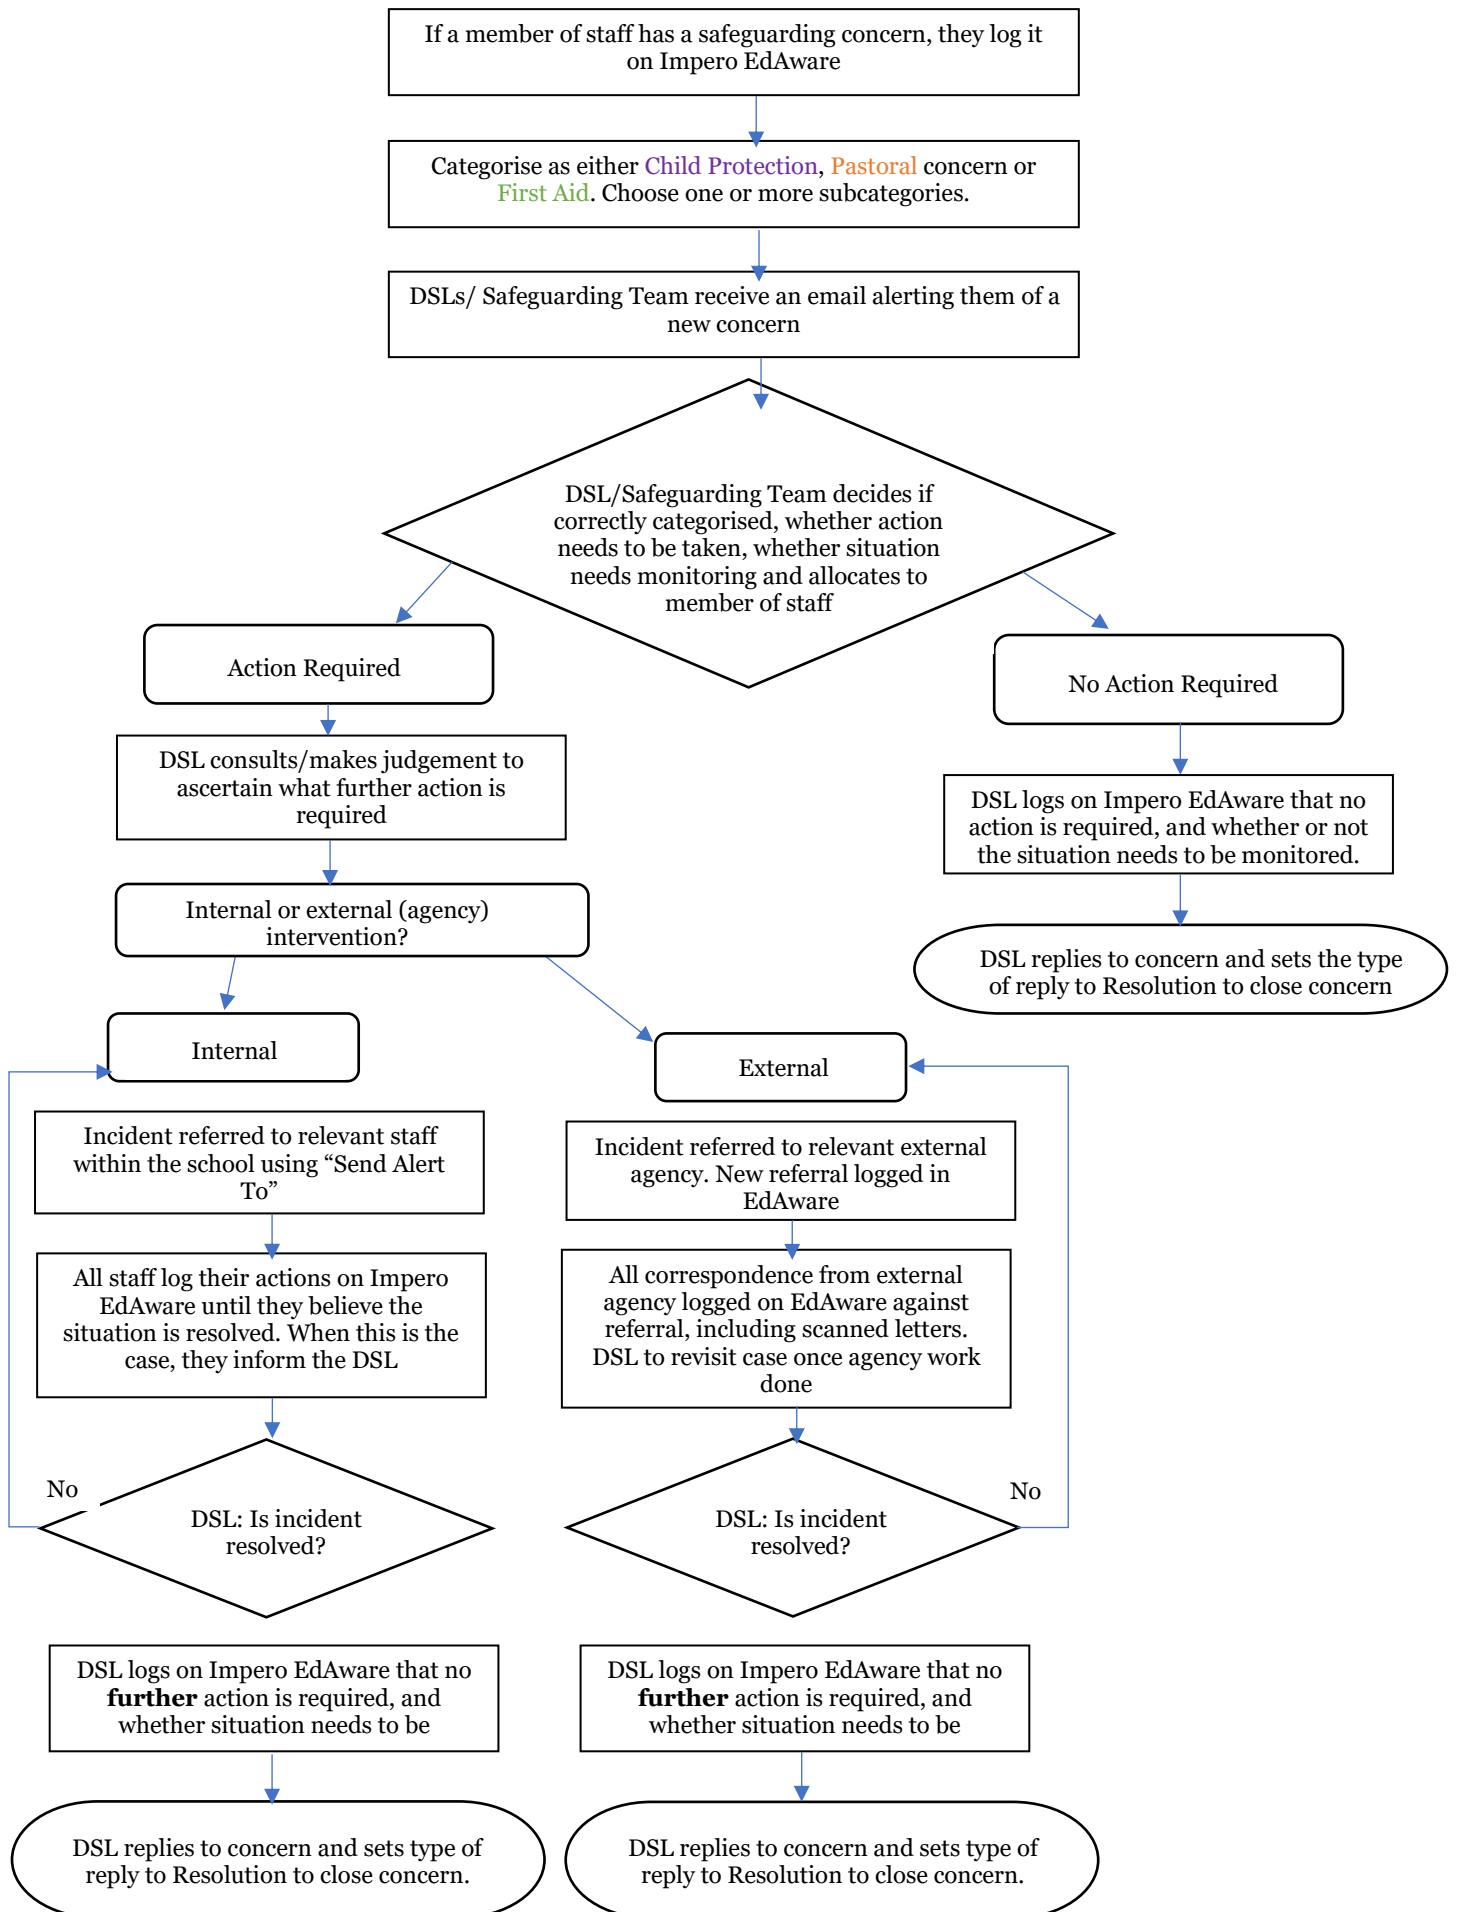 If a member of staff has a safeguarding concern, they log it
on Impero EdAware
Categorise as either Child Protection, Pastoral concern or
First Aid. Choose one or more subcategories.
DSLs/ Safeguarding Team receive an email alerting them of a
new concern
DSL/Safeguarding Team decides if
correctly categorised, whether action
needs to be taken, whether situation
needs monitoring and allocates to
member of staff
Action Required
No Action Required
DSL consults/makes judgement to
ascertain what further action is
required
DSL logs on Impero EdAware that no
action is required, and whether or not
the situation needs to be monitored.
Internal or external (agency)
intervention?
DSL replies to concern and sets the type
of reply to Resolution to close concern
Internal
External
Incident referred to relevant staff
within the school using “Send Alert
To”
Incident referred to relevant external
agency. New referral logged in
EdAware
All staff log their actions on Impero
EdAware until they believe the
situation is resolved. When this is the
case, they inform the DSL
All correspondence from external
agency logged on EdAware against
referral, including scanned letters.
DSL to revisit case once agency work
done
No
DSL: Is incident
resolved?
No
DSL: Is incident
resolved?
DSL logs on Impero EdAware that no
further action is required, and
whether situation needs to be
DSL logs on Impero EdAware that no
further action is required, and
whether situation needs to be
DSL replies to concern and sets type of
reply to Resolution to close concern.
DSL replies to concern and sets type of
reply to Resolution to close concern.